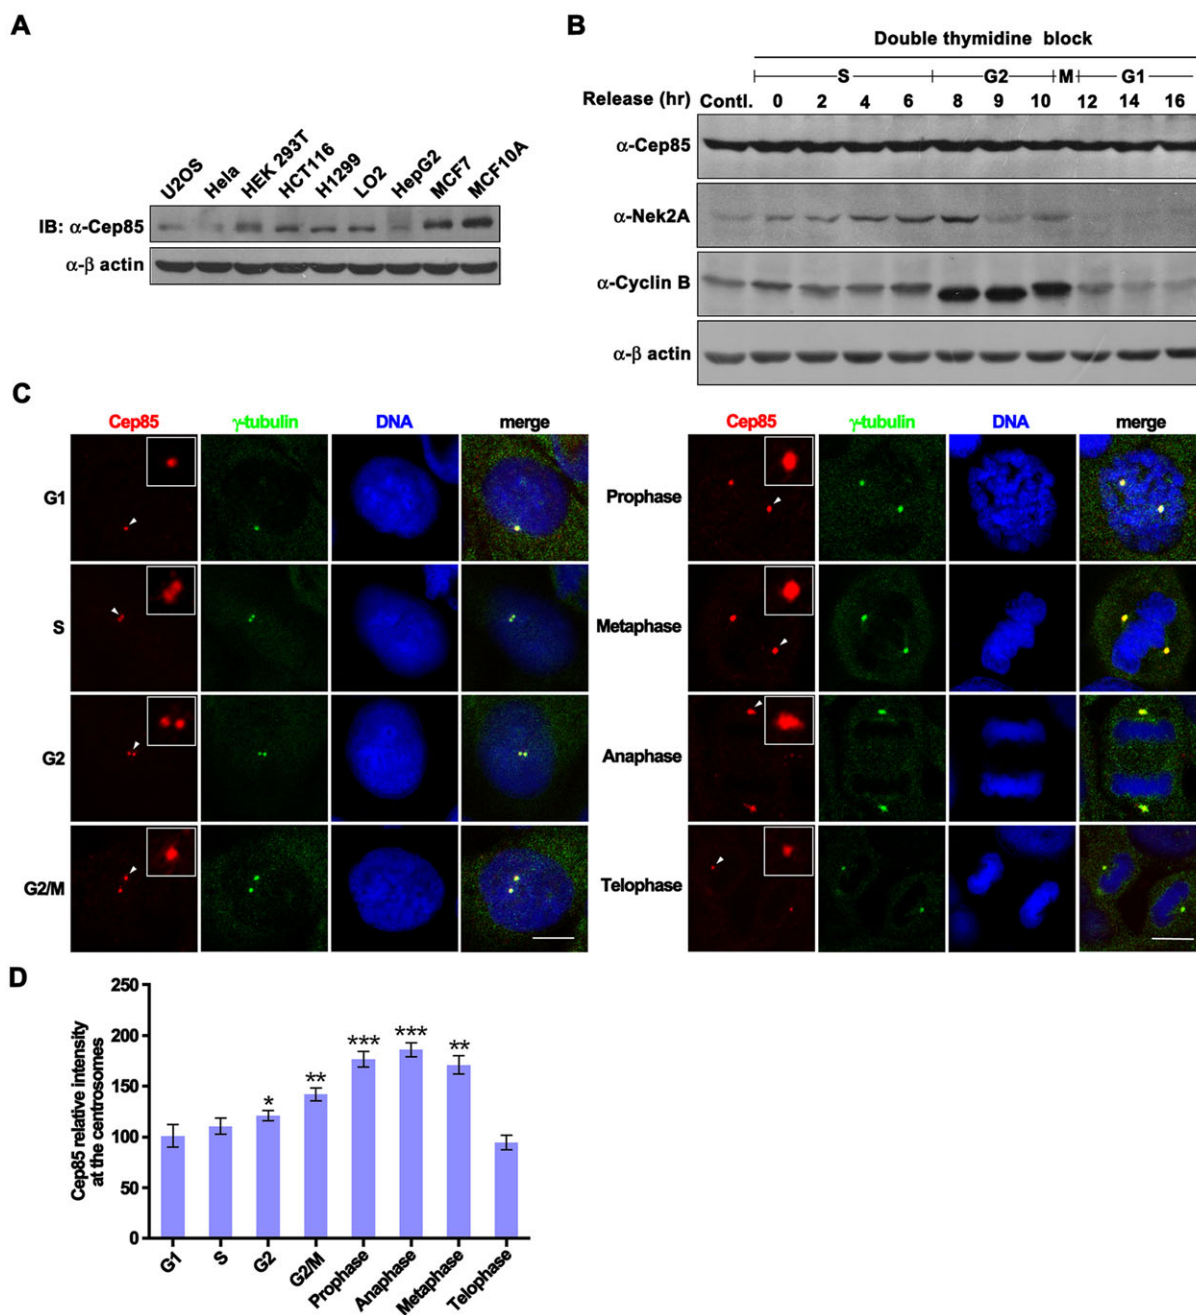 A
U2OS
Hela
HEK 293T
HCT116
H1299
LO2
HepG2
MCF7
MCF10A
IB: α-Cep85
α-β actin
B
Double thymidine block
S G2 M G1
Release (hr) Contl. 0 2 4 6 8 9 10 12 14 16
α-Cep85
α-Nek2A
α-Cyclin B
α-β actin
C
Cep85 γ-tubulin DNA merge
G1
S
G2
G2/M
Cep85 γ-tubulin DNA merge
Prophase
Metaphase
Anaphase
Telophase
D
Cep85 relative intensity
at the centrosomes
250
200
150
100
50
0
* ** *** *** **
G1
S
G2
G2/M
Prophase
Anaphase
Metaphase
Telophase